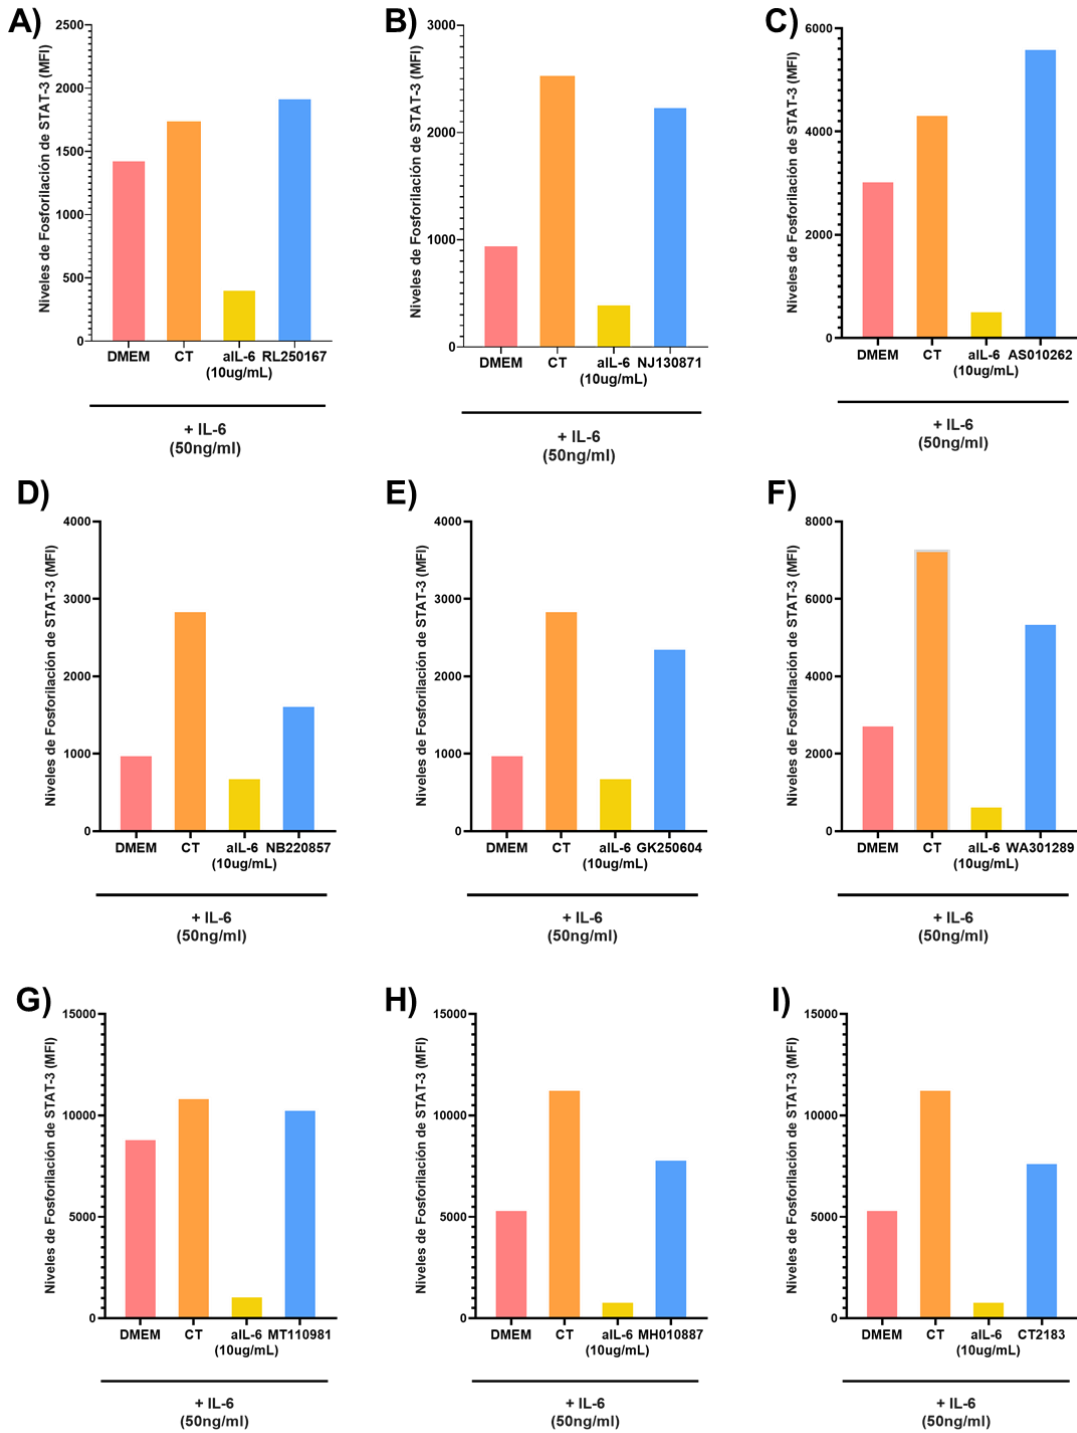 A)
Niveles de Fosforilación de STAT-3 (MFI)
2500
2000
1500
1000
500
0
DMEM CT aIL-6 RL250167
(10ug/mL)
+ IL-6
(50ng/ml)
B)
Niveles de Fosforilación de STAT-3 (MFI)
3000
2000
1000
0
DMEM CT aIL-6 NJ130871
(10ug/mL)
+ IL-6
(50ng/ml)
C)
Niveles de Fosforilación de STAT-3 (MFI)
6000
4000
2000
0
DMEM CT aIL-6 AS010262
(10ug/mL)
+ IL-6
(50ng/ml)
D)
Niveles de Fosforilación de STAT-3 (MFI)
4000
3000
2000
1000
0
DMEM CT aIL-6 NB220857
(10ug/mL)
+ IL-6
(50ng/ml)
E)
Niveles de Fosforilación de STAT-3 (MFI)
4000
3000
2000
1000
0
DMEM CT aIL-6 GK250604
(10ug/mL)
+ IL-6
(50ng/ml)
F)
Niveles de Fosforilación de STAT-3 (MFI)
8000
6000
4000
2000
0
DMEM CT aIL-6 WA301289
(10ug/mL)
+ IL-6
(50ng/ml)
G)
Niveles de Fosforilación de STAT-3 (MFI)
15000
10000
5000
0
DMEM CT aIL-6 MT110981
(10ug/mL)
+ IL-6
(50ng/ml)
H)
Niveles de Fosforilación de STAT-3 (MFI)
15000
10000
5000
0
DMEM CT aIL-6 MH010887
(10ug/mL)
+ IL-6
(50ng/ml)
I)
Niveles de Fosforilación de STAT-3 (MFI)
15000
10000
5000
0
DMEM CT aIL-6 CT2183
(10ug/mL)
+ IL-6
(50ng/ml)